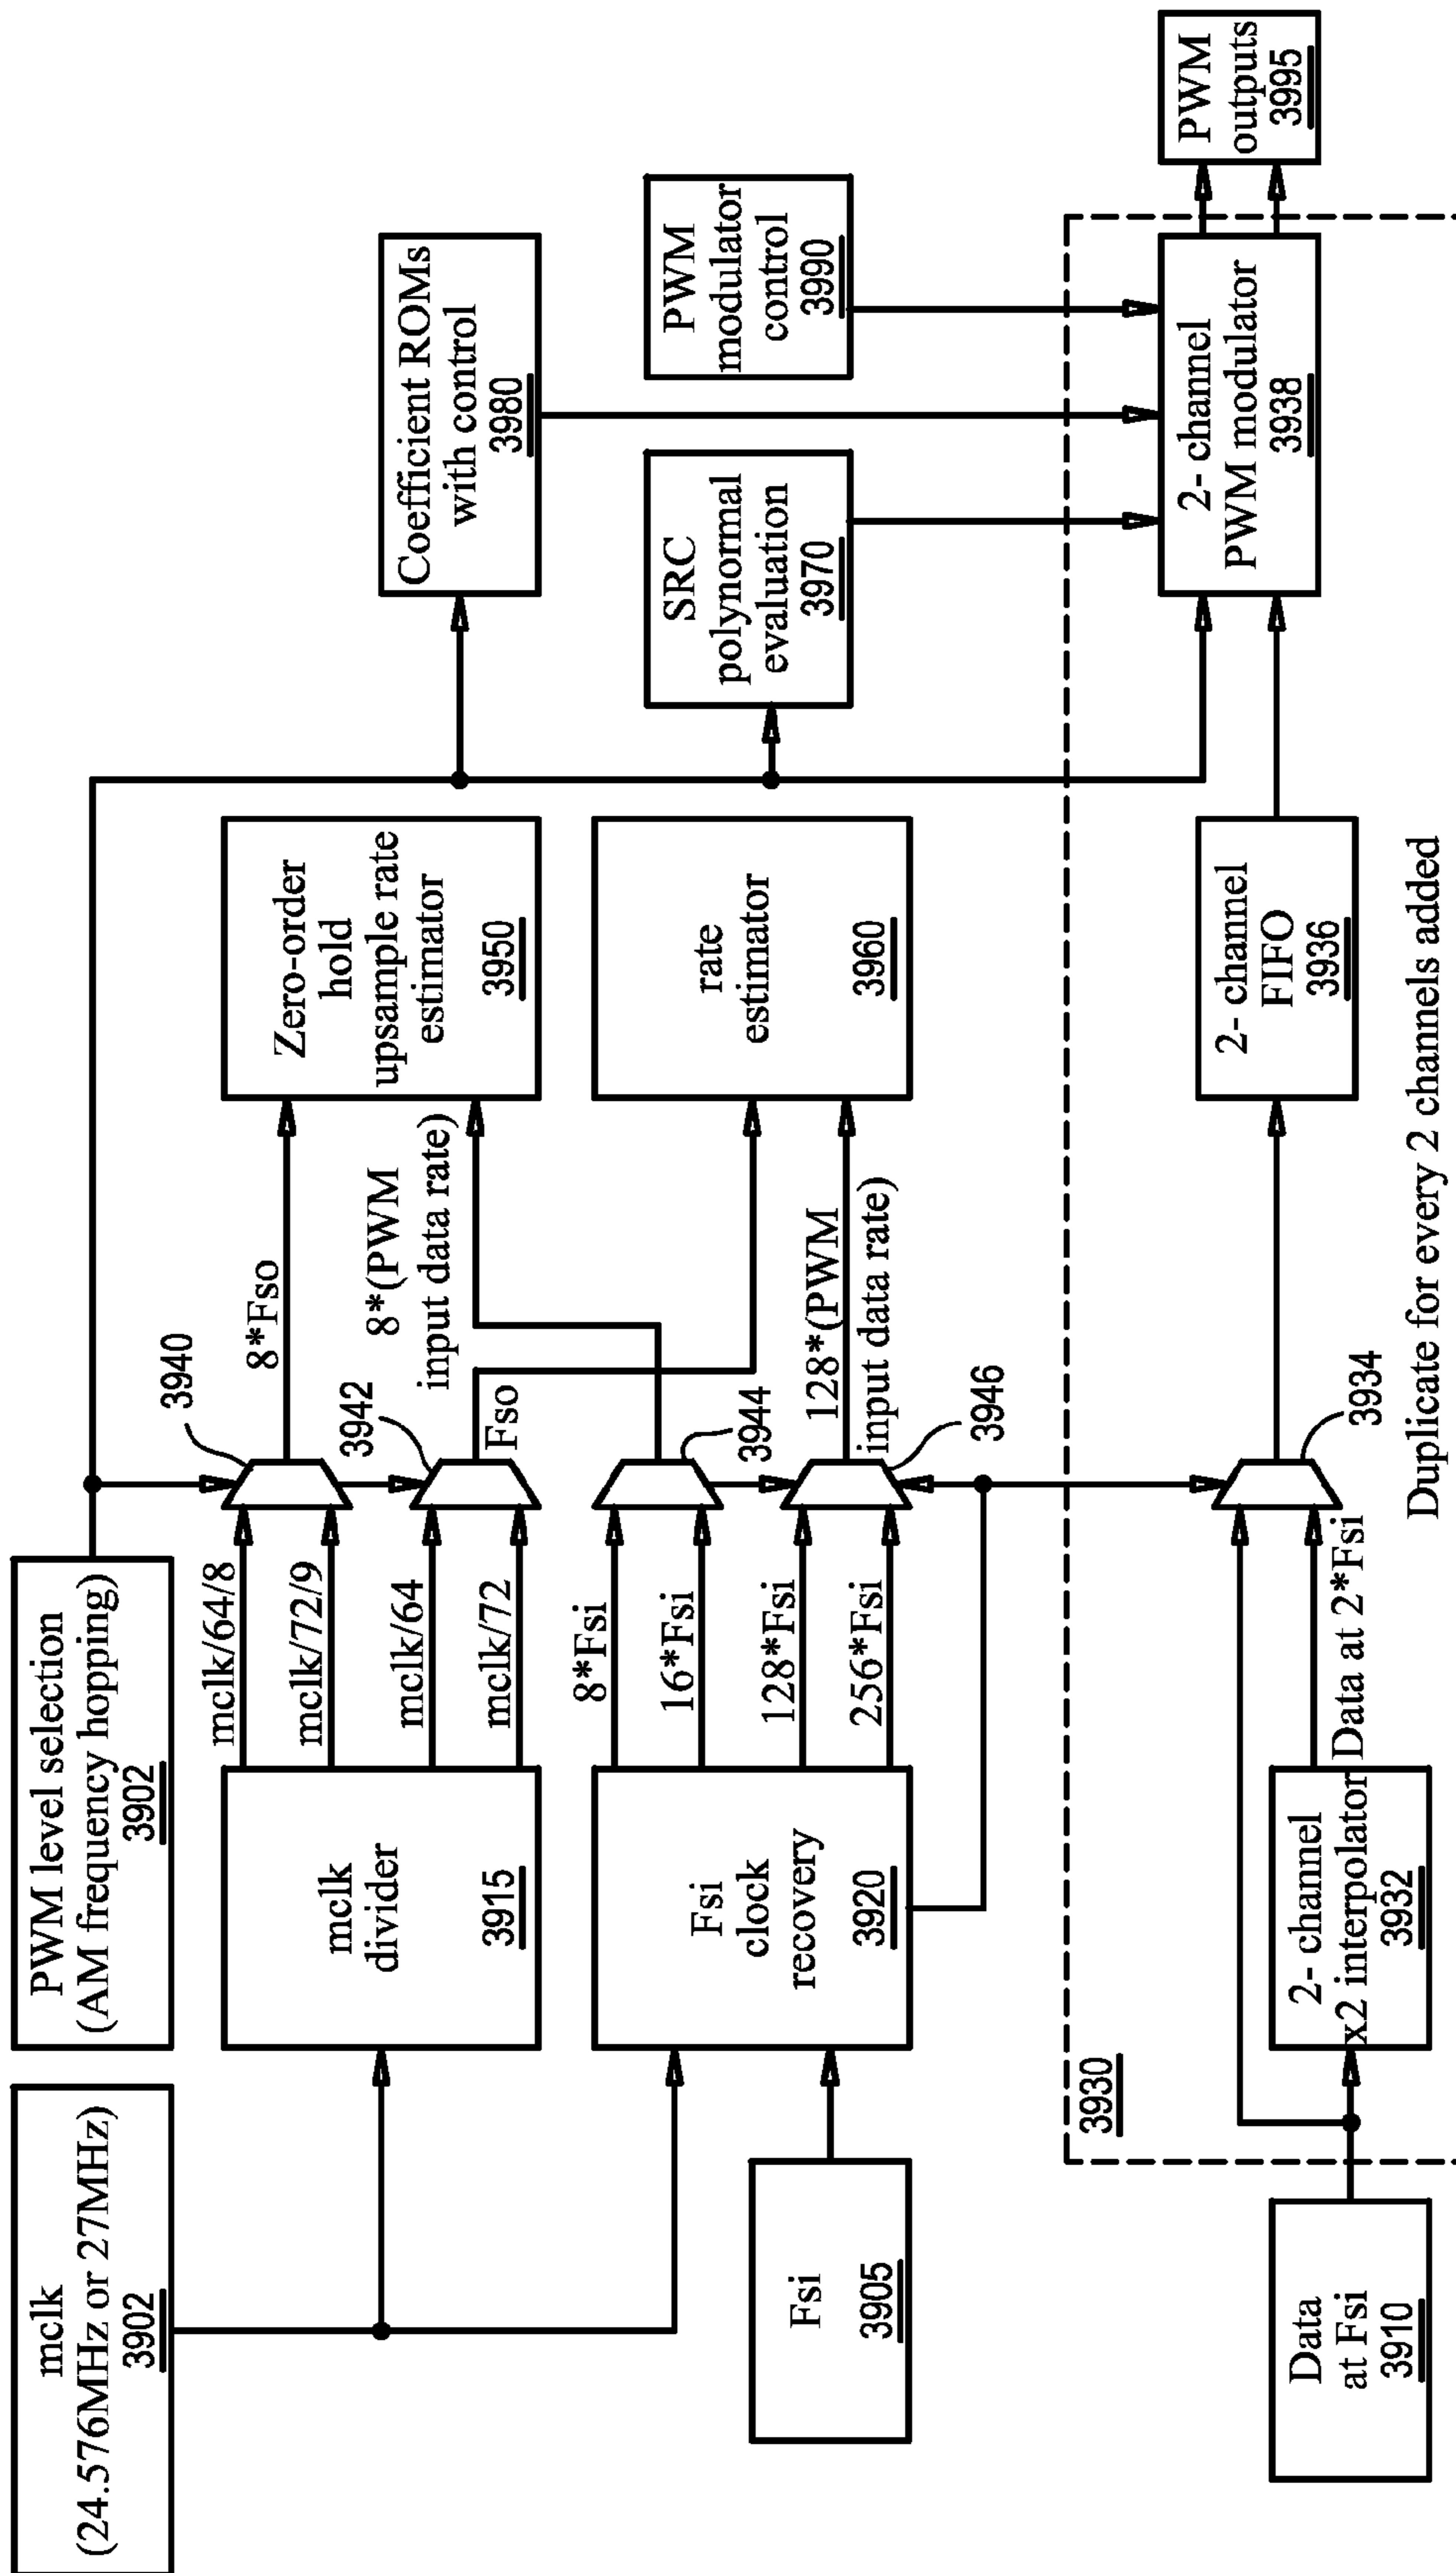 mclk
(24.576MHz or 27MHz)
3902
PWM level selection
(AM frequency hopping)
3902
mclk
divider
3915
mclk/64/8
mclk/72/9
mclk/64
mclk/72
3940
3942
8*Fso
Fso
Fsi
3905
Fsi
clock
recovery
3920
8*Fsi
16*Fsi
128*Fsi
256*Fsi
3944
3946
8*(PWM
input data rate)
128*(PWM
input data rate)
Zero-order
hold
upsample rate
estimator
3950
rate
estimator
3960
Coefficient ROMs
with control
3980
SRC
polynormal
evaluation
3970
PWM
modulator
control
3990
3930
Data
at Fsi
3910
2- channel
x2 interpolator
3932
Data at 2*Fsi
3934
2- channel
FIFO
3936
2- channel
PWM modulator
3938
PWM
outputs
3995
Duplicate for every 2 channels added